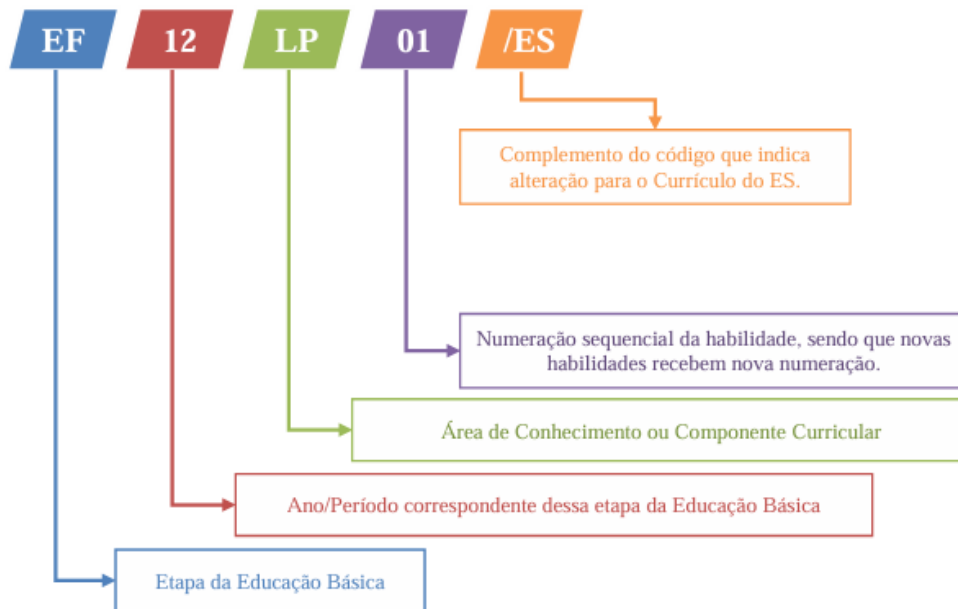 EF 12 LP 01 /ES
Complemento do código que indica
alteração para o Currículo do ES.
Numeração sequencial da habilidade, sendo que novas
habilidades recebem nova numeração.
Área de Conhecimento ou Componente Curricular
Ano/Período correspondente dessa etapa da Educação Básica
Etapa da Educação Básica